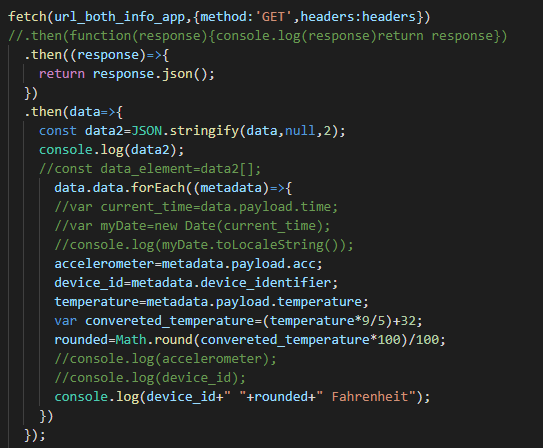 fetch(url_both_info_app,{method:'GET',headers:headers})
//.then(function(response){console.log(response)return response})
.then((response)=>{
return response.json();
})
.then(data=>{
const data2=JSON.stringify(data,null,2);
console.log(data2);
//const data_element=data2[];
data.data.forEach((metadata)=>{
//var current_time=data.payload.time;
//var myDate=new Date(current_time);
//console.log(myDate.toLocaleString());
accelerometer=metadata.payload.acc;
device_id=metadata.device_identifier;
temperature=metadata.payload.temperature;
var convereted_temperature=(temperature*9/5)+32;
rounded=Math.round(convereted_temperature*100)/100;
//console.log(accelerometer);
//console.log(device_id);
console.log(device_id+" "+rounded+" Fahrenheit");
})
});